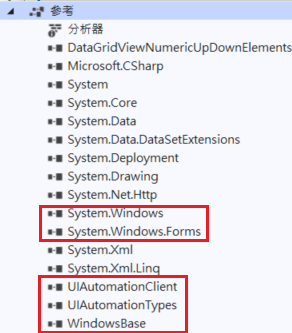 參考
分析器
DataGridViewNumericUpDownElements
Microsoft.CSharp
System
System.Core
System.Data
System.Data.DataSetExtensions
System.Deployment
System.Drawing
System.Net.Http
System.Windows
System.Windows.Forms
System.Xml
System.Xml.Linq
UIAutomationClient
UIAutomationTypes
WindowsBase